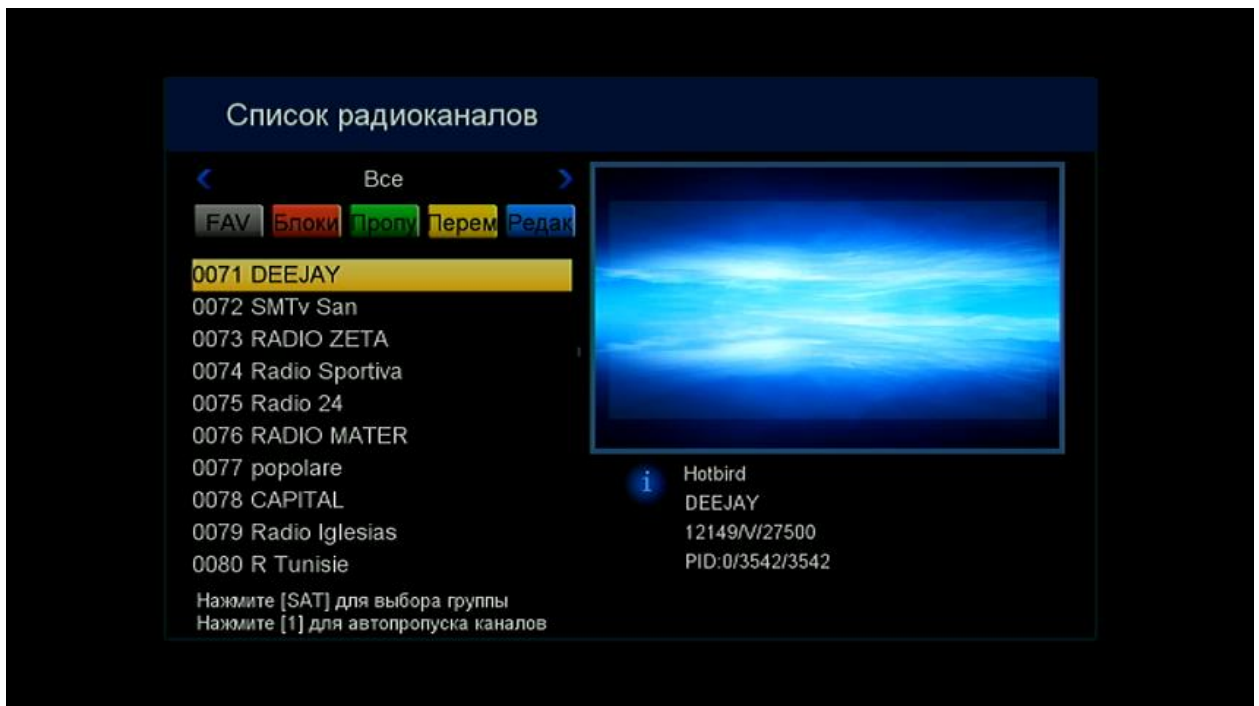 Список радиоканалов
Все
FAV Блоки Пропу Перем Редак
0071 DEEJAY
0072 SMTv San
0073 RADIO ZETA
0074 Radio Sportiva
0075 Radio 24
0076 RADIO MATER
0077 popolare
0078 CAPITAL
0079 Radio Iglesias
0080 R Tunisie
Нажмите [SAT] для выбора группы
Нажмите [1] для автопропуска каналов
i
Hotbird
DEEJAY
12149/V/27500
PID:0/3542/3542